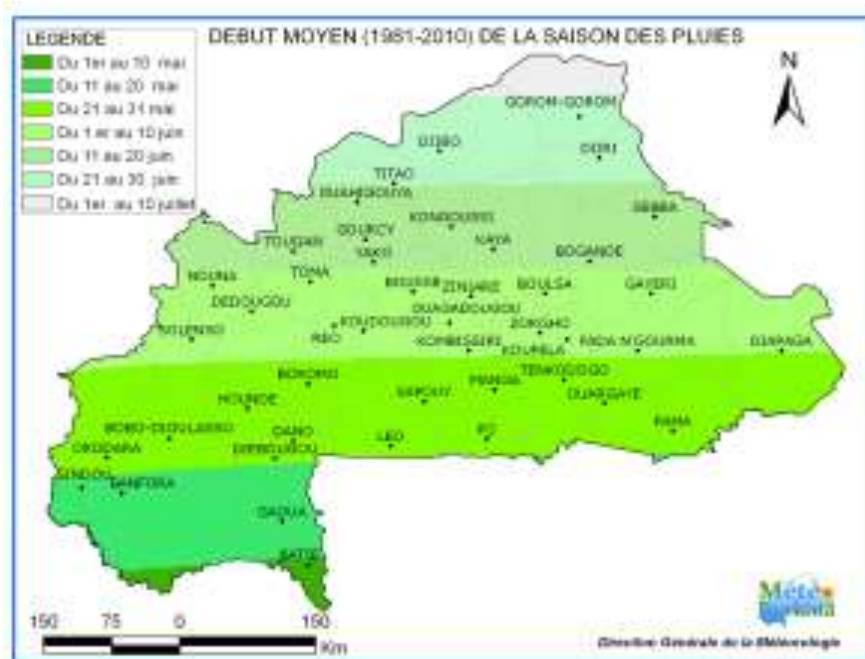 DEBUT MOYEN (1981-2010) DE LA SAISON DES PLUIES
LEGENDE
Du 1er au 10 mai
Du 11 au 20 mai
Du 21 au 31 mai
Du 1er au 10 juin
Du 11 au 20 juin
Du 21 au 30 juin
Du 1er au 10 juillet
N
GOROM-GOROM
DJIBO
DORI
TITAO
OUAHIGOUYA
SEBBA
KONGOUSSI
GOURCY
TOUGAN
KAYA
YAKO
BOGANDE
NOUNA
TOMA
BOUSSE
ZINIARE
BOULSA
GAYERI
DEDOUGOU
OUAGADOUGOU
SOLENSO
REO
KOUDOUGOU
ZORGHO
KOMBISSIRI
KOUPELA
FADA N'GOURMA
DIAPAGA
BOROMO
TENKODOGO
MANGA
HOUNDE
SAPOUY
OUARGAYE
BOBO-DIOULASSO
DANO
LEO
PO
PAMA
ORODARA
DIEBOUGOU
SINDOU
BANFORA
GAOUA
BATIE
150 75 0 150
Km
Météo
Direction Générale de la Météorologie